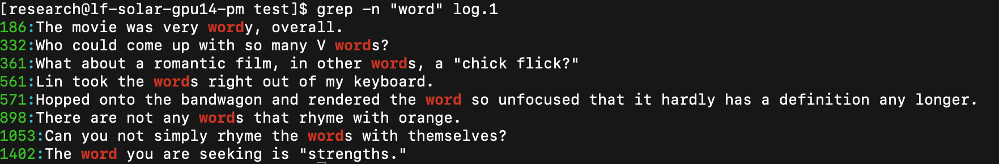 [research@lf-solar-gpu14-pm test]$ grep -n "word" log.1
186:The movie was very wordy, overall.
332:Who could come up with so many V words?
361:What about a romantic film, in other words, a "chick flick?"
561:Lin took the words right out of my keyboard.
571:Hopped onto the bandwagon and rendered the word so unfocused that it hardly has a definition any longer.
898:There are not any words that rhyme with orange.
1053:Can you not simply rhyme the words with themselves?
1402:The word you are seeking is "strengths."